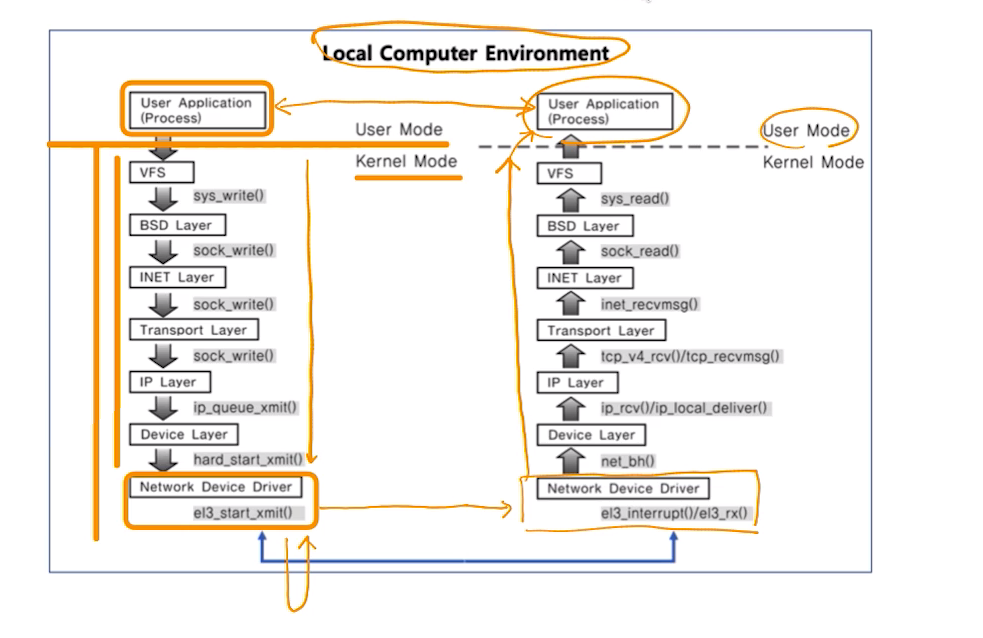 Local Computer Environment
User Application
(Process)
User Mode
Kernel Mode
VFS
sys_write()
BSD Layer
sock_write()
INET Layer
sock_write()
Transport Layer
sock_write()
IP Layer
ip_queue_xmit()
Device Layer
hard_start_xmit()
Network Device Driver
el3_start_xmit()
User Application
(Process)
User Mode
Kernel Mode
VFS
sys_read()
BSD Layer
sock_read()
INET Layer
inet_recvmsg()
Transport Layer
tcp_v4_rcv()/tcp_recvmsg()
IP Layer
ip_rcv()/ip_local_deliver()
Device Layer
net_bh()
Network Device Driver
el3_interrupt()/el3_rx()